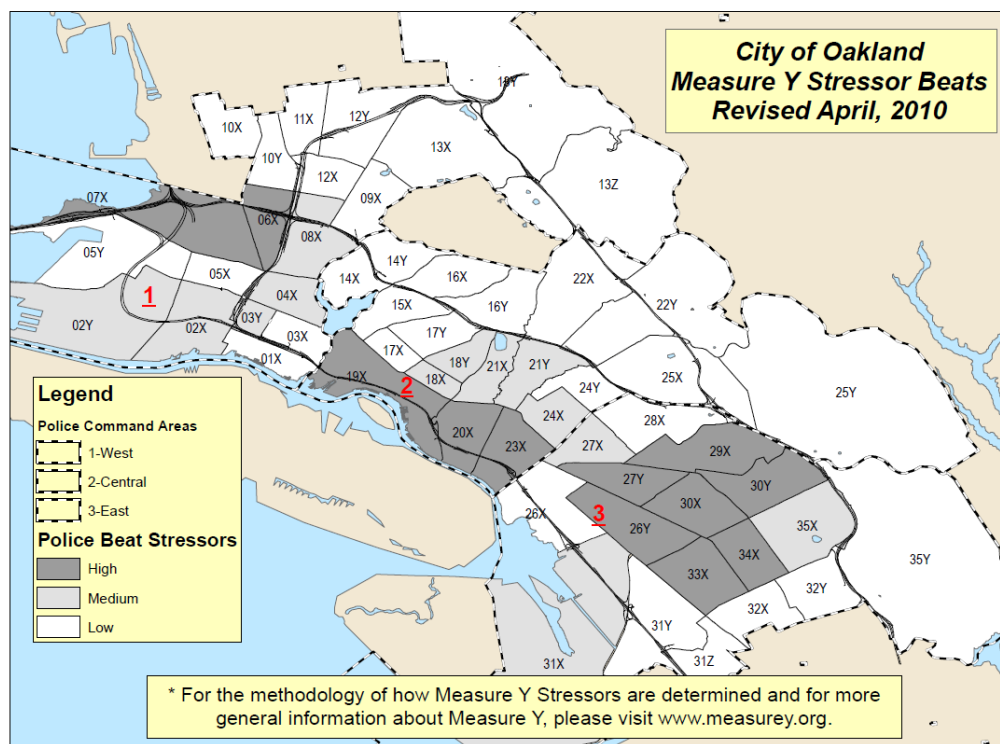 City of Oakland
Measure Y Stressor Beats
Revised April, 2010
10X
11X
12Y
13Y
10Y
12X
13X
13Z
07X
06X
09X
08X
05Y
05X
14X
14Y
16X
22X
1
04X
15X
16Y
22Y
02Y
02X
03Y
03X
17Y
01X
17X
18Y
21X
21Y
25X
25Y
19X
2
18X
24Y
24X
28X
20X
23X
27X
29X
27Y
30Y
30X
26X
3
26Y
35X
34X
35Y
33X
32Y
32X
31Y
31X
31Z
Legend
Police Command Areas
1-West
2-Central
3-East
Police Beat Stressors
High
Medium
Low
* For the methodology of how Measure Y Stressors are determined and for more
general information about Measure Y, please visit www.measurey.org.